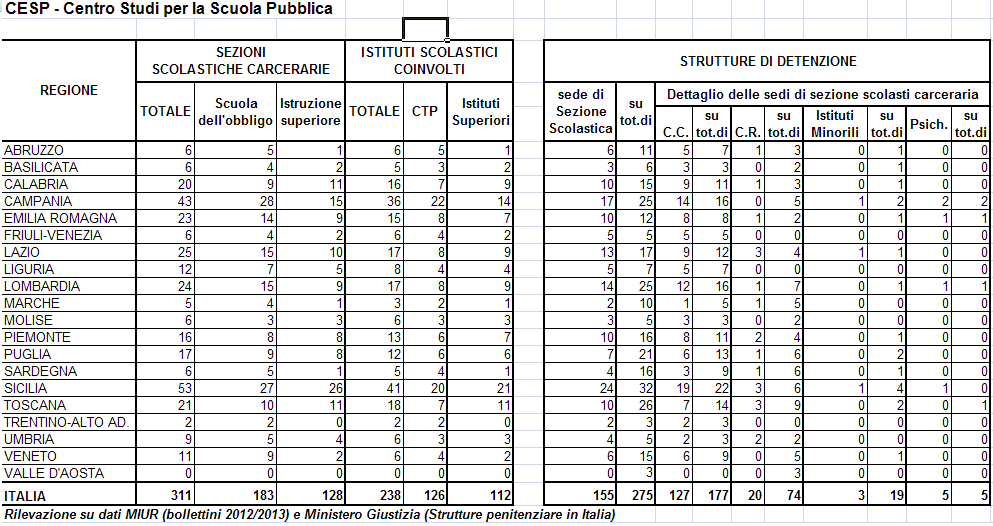 CESP - Centro Studi per la Scuola Pubblica
REGIONE
SEZIONI
SCOLASTICHE CARCERARIE
ISTITUTI SCOLASTICI
COINVOLTI
STRUTTURE DI DETENZIONE
TOTALE
Scuola
dell'obbligo
Istruzione
superiore
TOTALE
CTP
Istituti
Superiori
sede di
Sezione
Scolastica
su
tot.di
Dettaglio delle sedi di sezione scolasti carceraria
C.C.
su
tot.di
C.R.
su
tot.di
Istituti
Minorili
su
tot.di
Psich.
su
tot.di
ABRUZZO 6 5 1 6 5 1 6 11 5 7 1 3 0 1 0 0
BASILICATA 6 4 2 5 3 2 3 6 3 3 0 2 0 1 0 0
CALABRIA 20 9 11 16 7 9 10 15 9 11 1 3 0 1 0 0
CAMPANIA 43 28 15 36 22 14 17 25 14 16 0 5 1 2 2 2
EMILIA ROMAGNA 23 14 9 15 8 7 10 12 8 8 1 2 0 1 1 1
FRIULI-VENEZIA 6 4 2 6 4 2 5 5 5 5 0 0 0 0 0 0
LAZIO 25 15 10 17 8 9 13 17 9 12 3 4 1 1 0 0
LIGURIA 12 7 5 8 4 4 5 7 5 7 0 0 0 0 0 0
LOMBARDIA 24 15 9 17 8 9 14 25 12 16 1 7 0 1 1 1
MARCHE 5 4 1 3 2 1 2 10 1 5 1 5 0 0 0 0
MOLISE 6 3 3 6 3 3 3 5 3 3 0 2 0 0 0 0
PIEMONTE 16 8 8 13 6 7 10 16 8 11 2 4 0 1 0 0
PUGLIA 17 9 8 12 6 6 7 21 6 13 1 6 0 2 0 0
SARDEGNA 6 5 1 5 4 1 4 16 3 9 1 6 0 1 0 0
SICILIA 53 27 26 41 20 21 24 32 19 22 3 6 1 4 1 0
TOSCANA 21 10 11 18 7 11 10 26 7 14 3 9 0 2 0 1
TRENTINO-ALTO AD. 2 2 0 2 2 0 2 3 2 3 0 0 0 0 0 0
UMBRIA 9 5 4 6 3 3 4 5 2 3 2 2 0 0 0 0
VENETO 11 9 2 6 4 2 6 15 6 9 0 5 0 1 0 0
VALLE D'AOSTA 0 0 0 0 0 0 0 3 0 0 0 3 0 0 0 0
ITALIA 311 183 128 238 126 112 155 275 127 177 20 74 3 19 5 5
Rilevazione su dati MIUR (bollettini 2012/2013) e Ministero Giustizia (Strutture penitenziare in Italia)